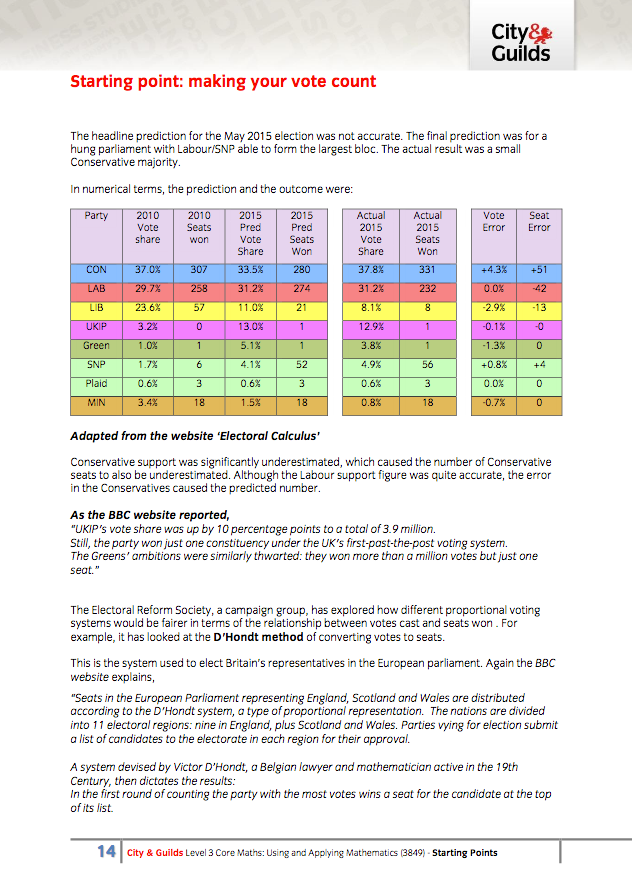 City&
Guilds
Starting point: making your vote count
The headline prediction for the May 2015 election was not accurate. The final prediction was for a
hung parliament with Labour/SNP able to form the largest bloc. The actual result was a small
Conservative majority.
In numerical terms, the prediction and the outcome were:
Party 2010 Vote share 2010 Seats won 2015 Pred Vote Share 2015 Pred Seats Won Actual 2015 Vote Share Actual 2015 Seats Won Vote Error Seat Error
CON 37.0% 307 33.5% 280 37.8% 331 +4.3% +51
LAB 29.7% 258 31.2% 274 31.2% 232 0.0% -42
LIB 23.6% 57 11.0% 21 8.1% 8 -2.9% -13
UKIP 3.2% 0 13.0% 1 12.9% 1 -0.1% -0
Green 1.0% 1 5.1% 1 3.8% 1 -1.3% 0
SNP 1.7% 6 4.1% 52 4.9% 56 +0.8% +4
Plaid 0.6% 3 0.6% 3 0.6% 3 0.0% 0
MIN 3.4% 18 1.5% 18 0.8% 18 -0.7% 0
Adapted from the website ‘Electoral Calculus’
Conservative support was significantly underestimated, which caused the number of Conservative
seats to also be underestimated. Although the Labour support figure was quite accurate, the error
in the Conservatives caused the predicted number.
As the BBC website reported,
"UKIP’s vote share was up by 10 percentage points to a total of 3.9 million.
Still, the party won just one constituency under the UK’s first-past-the-post voting system.
The Greens’ ambitions were similarly thwarted: they won more than a million votes but just one
seat."
The Electoral Reform Society, a campaign group, has explored how different proportional voting
systems would be fairer in terms of the relationship between votes cast and seats won . For
example, it has looked at the D’Hondt method of converting votes to seats.
This is the system used to elect Britain’s representatives in the European parliament. Again the BBC
website explains,
"Seats in the European Parliament representing England, Scotland and Wales are distributed
according to the D’Hondt system, a type of proportional representation. The nations are divided
into 11 electoral regions: nine in England, plus Scotland and Wales. Parties vying for election submit
a list of candidates to the electorate in each region for their approval.
A system devised by Victor D’Hondt, a Belgian lawyer and mathematician active in the 19th
Century, then dictates the results:
In the first round of counting the party with the most votes wins a seat for the candidate at the top
of its list.
14 City & Guilds Level 3 Core Maths: Using and Applying Mathematics (3849) - Starting Points